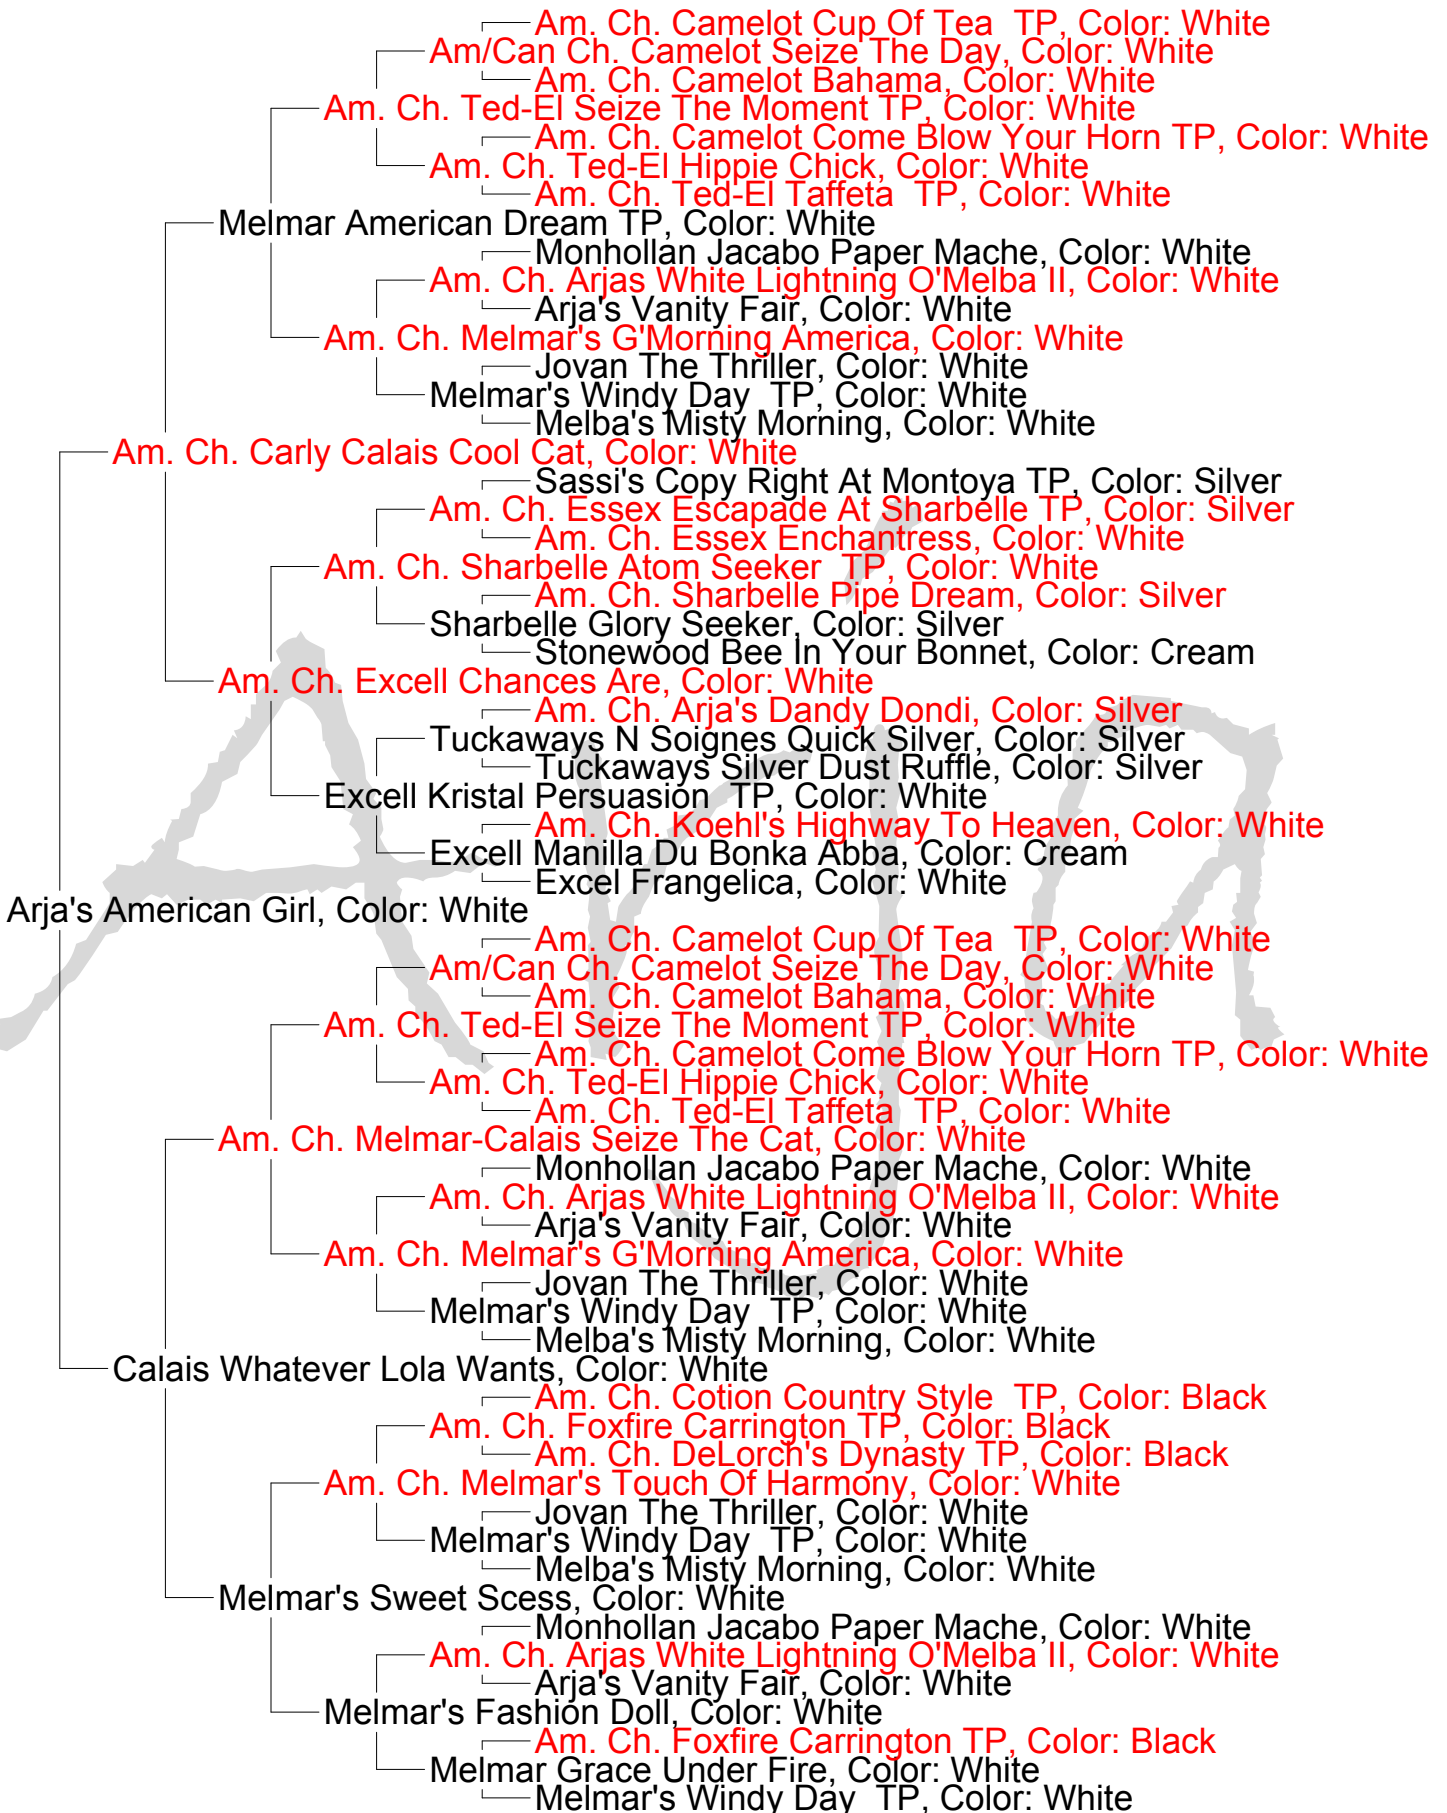 Am. Ch. Camelot Cup Of Tea  TP, Color: White
Am/Can Ch. Camelot Seize The Day, Color: White
Am. Ch. Camelot Bahama, Color: White
Am. Ch. Ted-El Seize The Moment TP, Color: White
Am. Ch. Camelot Come Blow Your Horn TP, Color: White
Am. Ch. Ted-El Hippie Chick, Color: White
Am. Ch. Ted-El Taffeta  TP, Color: White
Melmar American Dream TP, Color: White
Monhollan Jacabo Paper Mache, Color: White
Am. Ch. Arjas White Lightning O'Melba II, Color: White
Arja's Vanity Fair, Color: White
Am. Ch. Melmar's G'Morning America, Color: White
Jovan The Thriller, Color: White
Melmar's Windy Day  TP, Color: White
Melba's Misty Morning, Color: White
Am. Ch. Carly Calais Cool Cat, Color: White
Sassi's Copy Right At Montoya TP, Color: Silver
Am. Ch. Essex Escapade At Sharbelle TP, Color: Silver
Am. Ch. Essex Enchantress, Color: White
Am. Ch. Sharbelle Atom Seeker  TP, Color: White
Am. Ch. Sharbelle Pipe Dream, Color: Silver
Sharbelle Glory Seeker, Color: Silver
Stonewood Bee In Your Bonnet, Color: Cream
Am. Ch. Excell Chances Are, Color: White
Am. Ch. Arja's Dandy Dondi, Color: Silver
Tuckaways N Soignes Quick Silver, Color: Silver
Tuckaways Silver Dust Ruffle, Color: Silver
Excell Kristal Persuasion  TP, Color: White
Am. Ch. Koehl's Highway To Heaven, Color: White
Excell Manilla Du Bonka Abba, Color: Cream
Excel Frangelica, Color: White
Arja's American Girl, Color: White
Am. Ch. Camelot Cup Of Tea  TP, Color: White
Am/Can Ch. Camelot Seize The Day, Color: White
Am. Ch. Camelot Bahama, Color: White
Am. Ch. Ted-El Seize The Moment TP, Color: White
Am. Ch. Camelot Come Blow Your Horn TP, Color: White
Am. Ch. Ted-El Hippie Chick, Color: White
Am. Ch. Ted-El Taffeta  TP, Color: White
Am. Ch. Melmar-Calais Seize The Cat, Color: White
Monhollan Jacabo Paper Mache, Color: White
Am. Ch. Arjas White Lightning O'Melba II, Color: White
Arja's Vanity Fair, Color: White
Am. Ch. Melmar's G'Morning America, Color: White
Jovan The Thriller, Color: White
Melmar's Windy Day  TP, Color: White
Melba's Misty Morning, Color: White
Calais Whatever Lola Wants, Color: White
Am. Ch. Cotion Country Style  TP, Color: Black
Am. Ch. Foxfire Carrington TP, Color: Black
Am. Ch. DeLorch's Dynasty TP, Color: Black
Am. Ch. Melmar's Touch Of Harmony, Color: White
Jovan The Thriller, Color: White
Melmar's Windy Day  TP, Color: White
Melba's Misty Morning, Color: White
Melmar's Sweet Scess, Color: White
Monhollan Jacabo Paper Mache, Color: White
Am. Ch. Arjas White Lightning O'Melba II, Color: White
Arja's Vanity Fair, Color: White
Melmar's Fashion Doll, Color: White
Am. Ch. Foxfire Carrington TP, Color: Black
Melmar Grace Under Fire, Color: White
Melmar's Windy Day  TP, Color: White
Arja